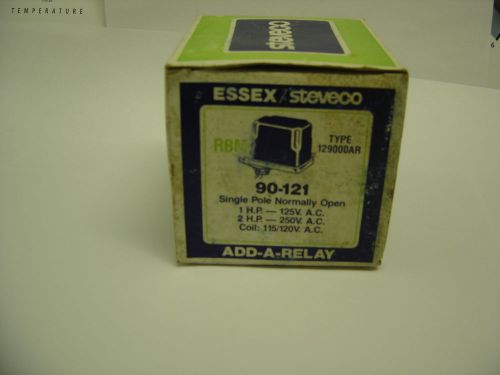 TEMPERATURE
6
steveco
ESSEX / steveco
RBM
TYPE
129000AR
90-121
Single Pole Normally Open
1 H.P. — 125V. A.C.
2 H.P. — 250V. A.C.
Coil: 115/120V. A.C.
ADD-A-RELAY